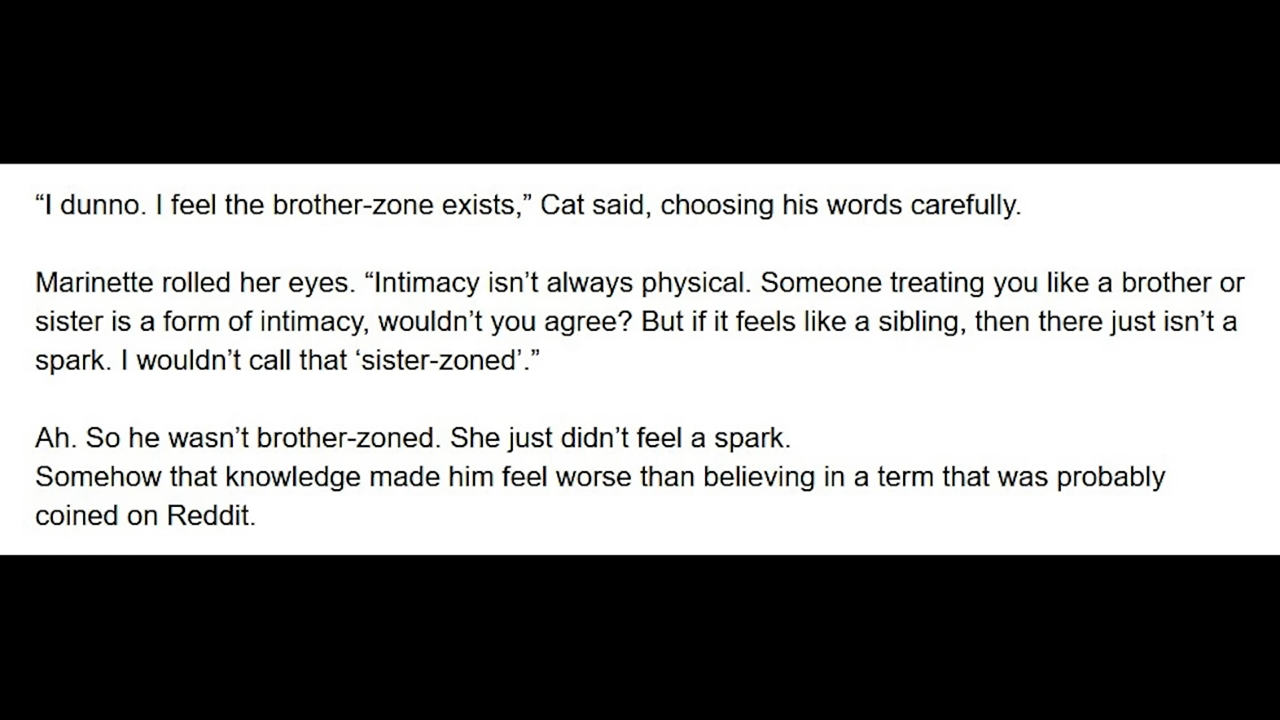 “I dunno. I feel the brother-zone exists,” Cat said, choosing his words carefully.
Marinette rolled her eyes. “Intimacy isn’t always physical. Someone treating you like a brother or
sister is a form of intimacy, wouldn’t you agree? But if it feels like a sibling, then there just isn’t a
spark. I wouldn’t call that ‘sister-zoned’.”
Ah. So he wasn’t brother-zoned. She just didn’t feel a spark.
Somehow that knowledge made him feel worse than believing in a term that was probably
coined on Reddit.